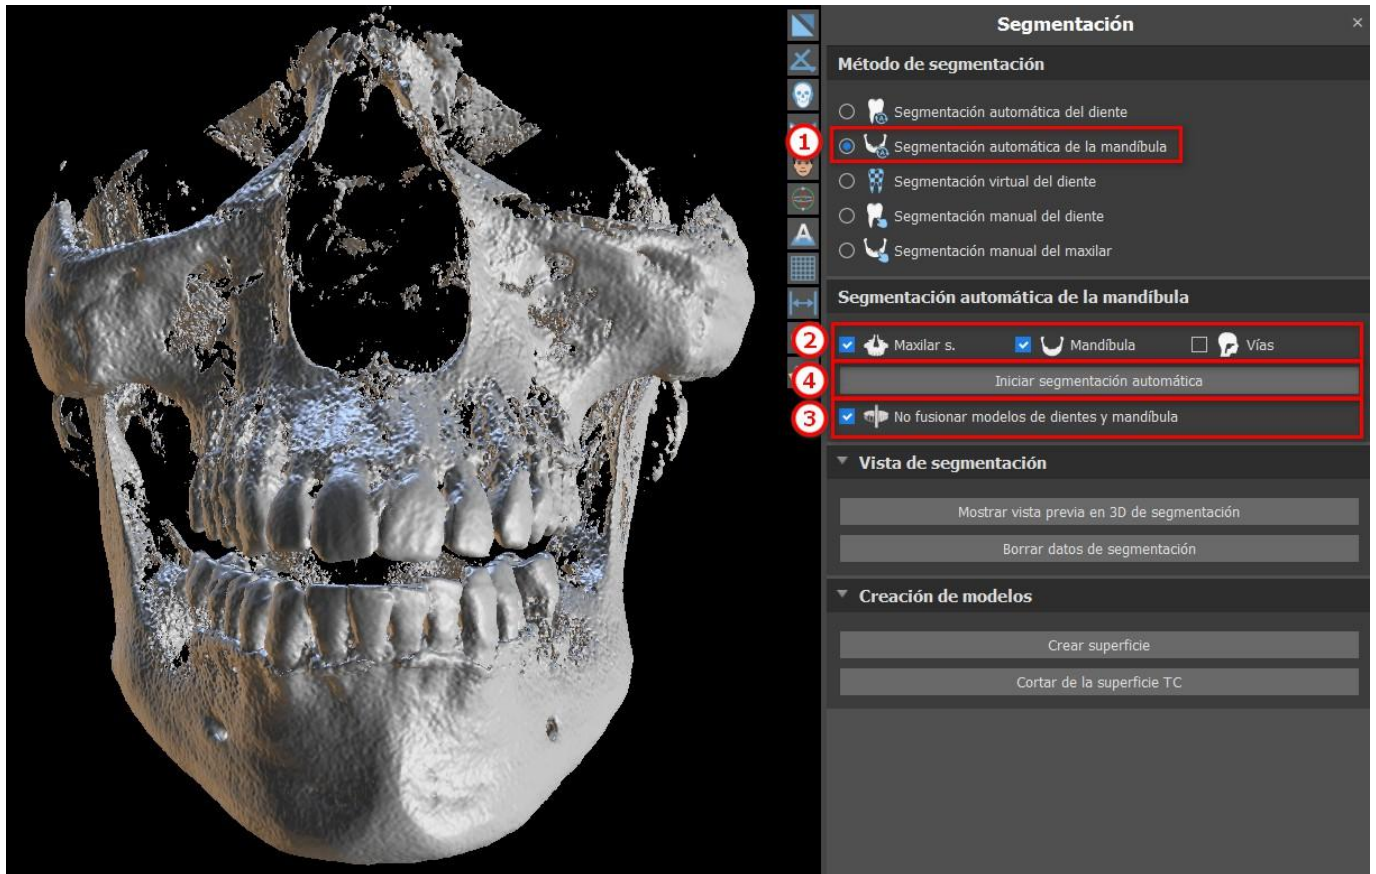 Segmentación ×
Método de segmentación
Segmentación automática del diente
1 Segmentación automática de la mandíbula
Segmentación virtual del diente
Segmentación manual del diente
A
Segmentación manual del maxilar
Segmentación automática de la mandíbula
2 Maxilar s. Mandíbula Vías
4 Iniciar segmentación automática
3 No fusionar modelos de dientes y mandíbula
Vista de segmentación
Mostrar vista previa en 3D de segmentación
Borrar datos de segmentación
Creación de modelos
Crear superficie
Cortar de la superficie TC